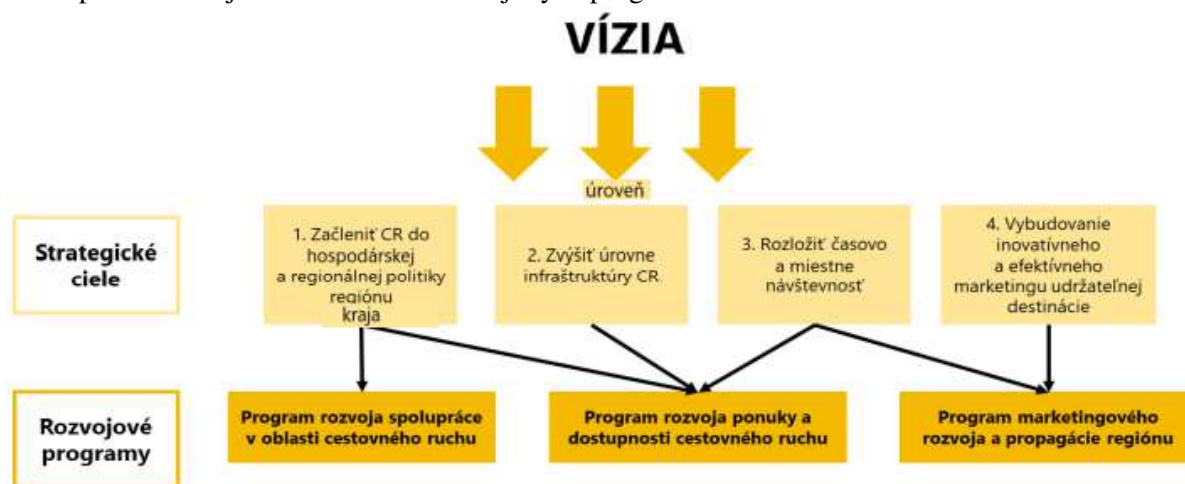 VÍZIA
úroveň
Strategické
ciele
1. Začleniť CR do
hospodárskej
a regionálnej politiky
regiónu
kraja
2. Zvýšiť úrovne
infraštruktúry CR
3. Rozložiť časovo
a miestne
návštevnosť
4. Vybudovanie
inovatívneho
a efektívneho
marketingu udržateľnej
destinácie
Rozvojové
programy
Program rozvoja spolupráce
v oblasti cestovného ruchu
Program rozvoja ponuky a
dostupnosti cestovného ruchu
Program marketingového
rozvoja a propagácie regiónu